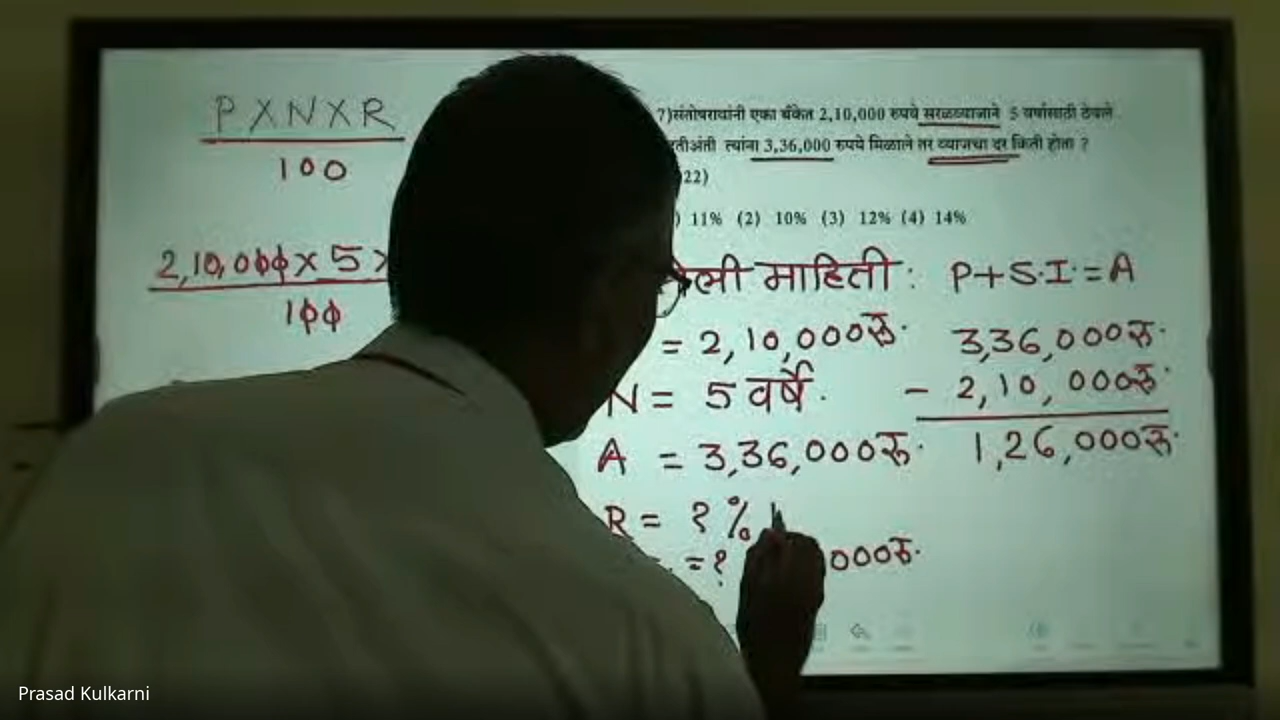 P X N X R
100
2,10,000 x 5 x
100
7)संतोषरावांनी एका बँकेत 2,10,000 रुपये सरळव्याजाने 5 वर्षासाठी ठेवले
त्यांना 3,36,000 रुपये मिळाले तर व्याजचा दर किती होता ?
22)
) 11% (2) 10% (3) 12% (4) 14%
माहिती : P+S.I.=A
= 2,10,000रु.
N = 5 वर्षे.
A = 3,36,000रु.
R = ? %
= ? 000रु.
3,36,000रु.
- 2,10,000रु.
1,26,000रु.
Prasad Kulkarni